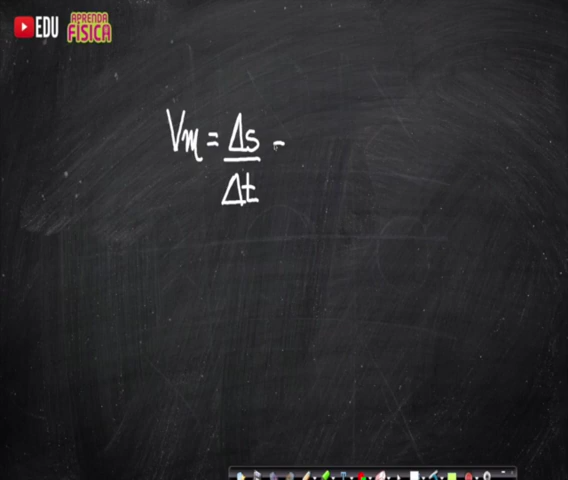 EDU
APRENDA
FÍSICA
Vm = Δs -
Δt